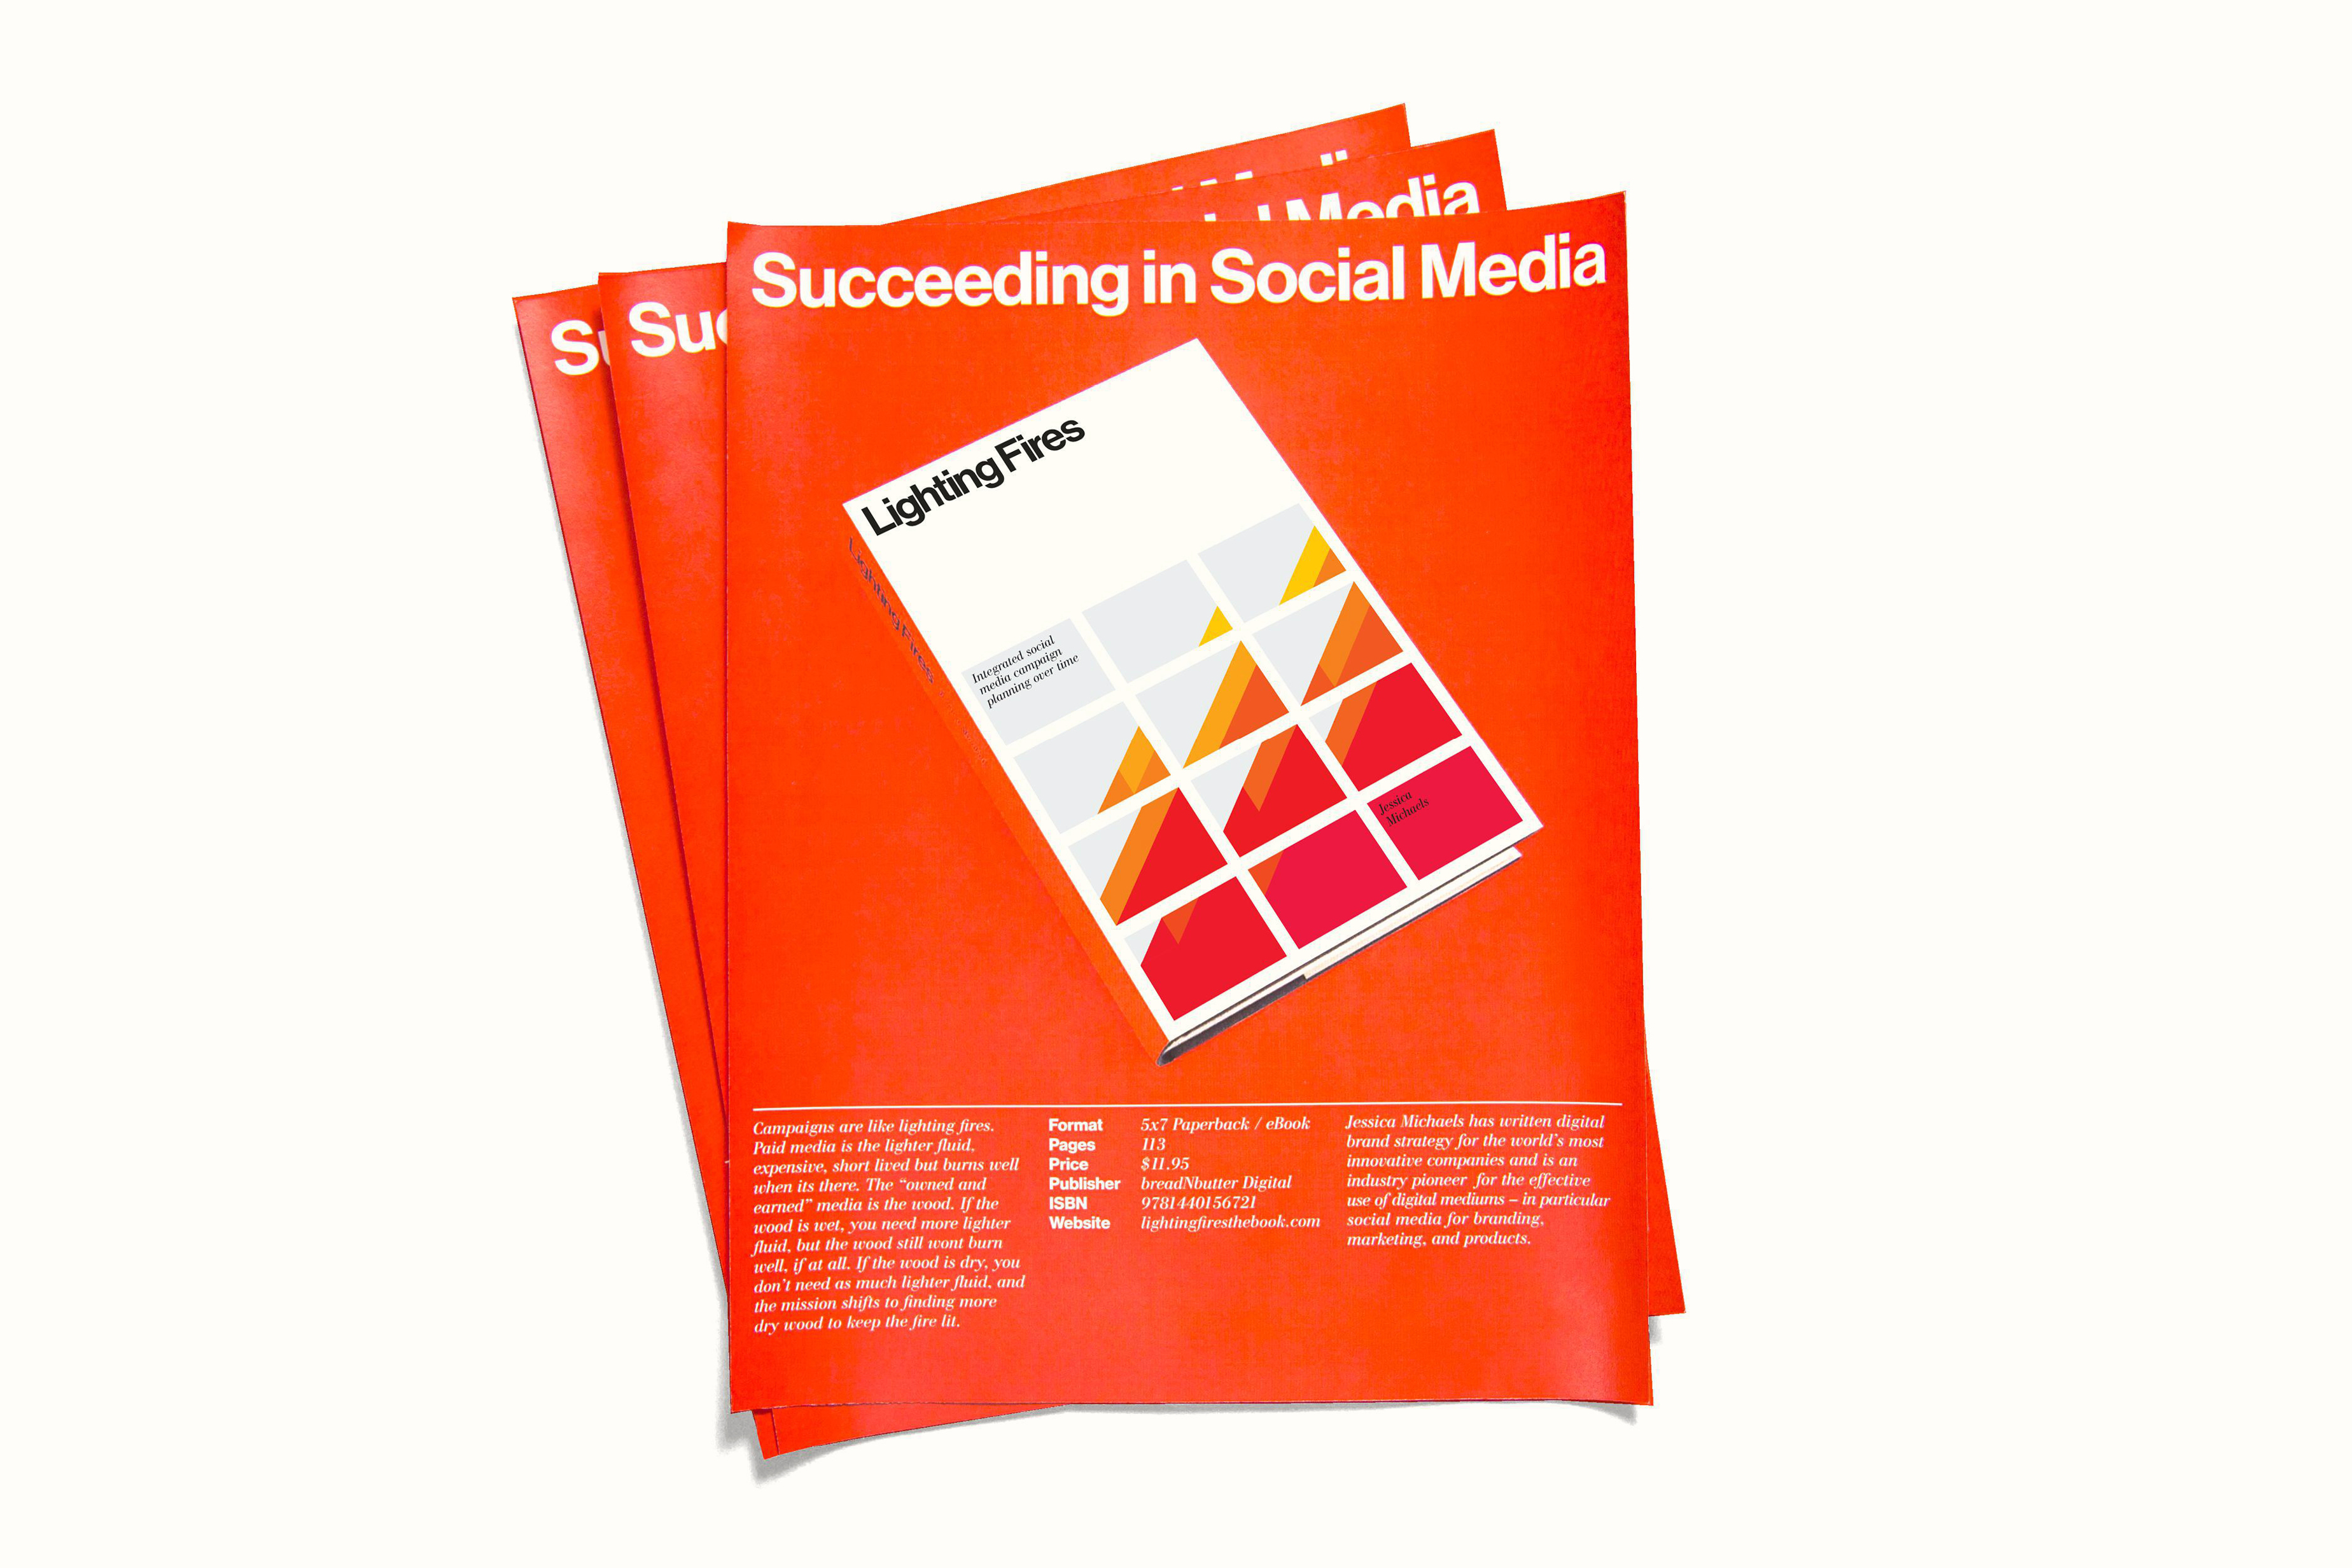 Media
Su
Suc
Succeeding in Social Media
Lighting Fires
Lighting Fires
Integrated social
media campaign
planning over time
Jessica
Michaels
Campaigns are like lighting fires.
Paid media is the lighter fluid,
expensive, short lived but burns well
when its there. The “owned and
earned” media is the wood. If the
wood is wet, you need more lighter
fluid, but the wood still wont burn
well, if at all. If the wood is dry, you
don't need as much lighter fluid, and
the mission shifts to finding more
dry wood to keep the fire lit.
Format 5x7 Paperback / eBook
Pages 113
Price $11.95
Publisher breadNbutter Digital
ISBN 9781440156721
Website lightingfiresthebook.com
Jessica Michaels has written digital
brand strategy for the world's most
innovative companies and is an
industry pioneer for the effective
use of digital mediums – in particular
social media for branding,
marketing, and products.